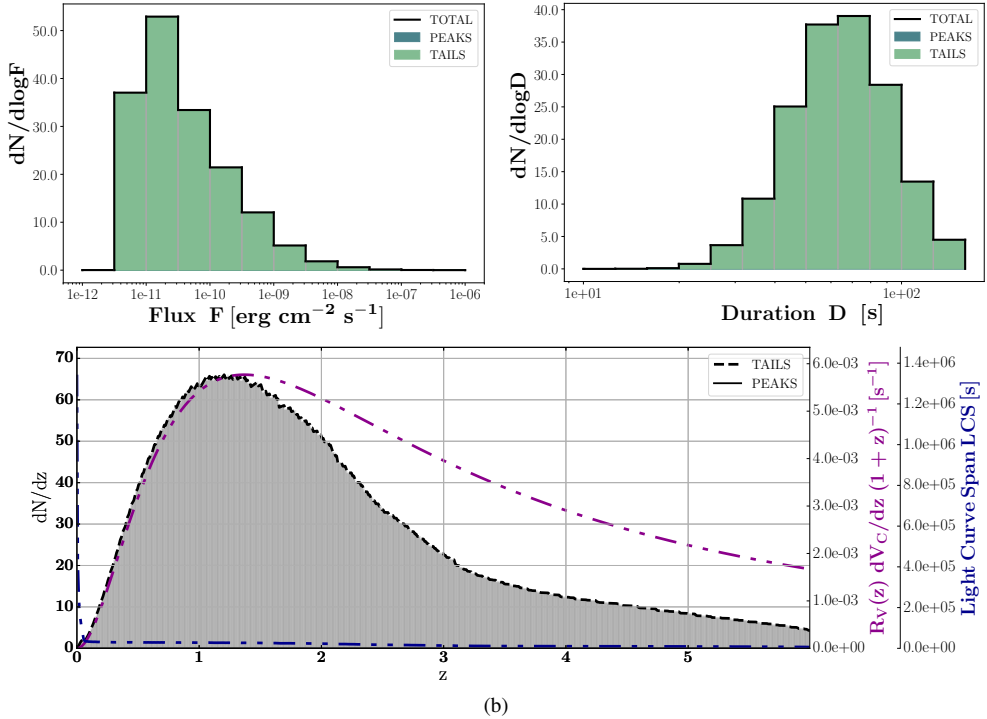 dN/dlogF
50.0
40.0
30.0
20.0
10.0
0.0
TOTAL
PEAKS
TAILS
1e-12 1e-11 1e-10 1e-09 1e-08 1e-07 1e-06
Flux F [erg cm⁻² s⁻¹]
dN/dlogD
40.0
35.0
30.0
25.0
20.0
15.0
10.0
5.0
0.0
TOTAL
PEAKS
TAILS
1e+01 1e+02
Duration D [s]
dN/dz
70
60
50
40
30
20
10
0
TAILS
PEAKS
0 1 2 3 4 5
z
6.0e-03
5.0e-03
4.0e-03
3.0e-03
2.0e-03
1.0e-03
0.0e+00
R_V(z) dV_C/dz (1 + z)⁻¹ [s⁻¹]
1.4e+06
1.2e+06
1.0e+06
8.0e+05
6.0e+05
4.0e+05
2.0e+05
0.0e+00
Light Curve Span LCS [s]
(b)